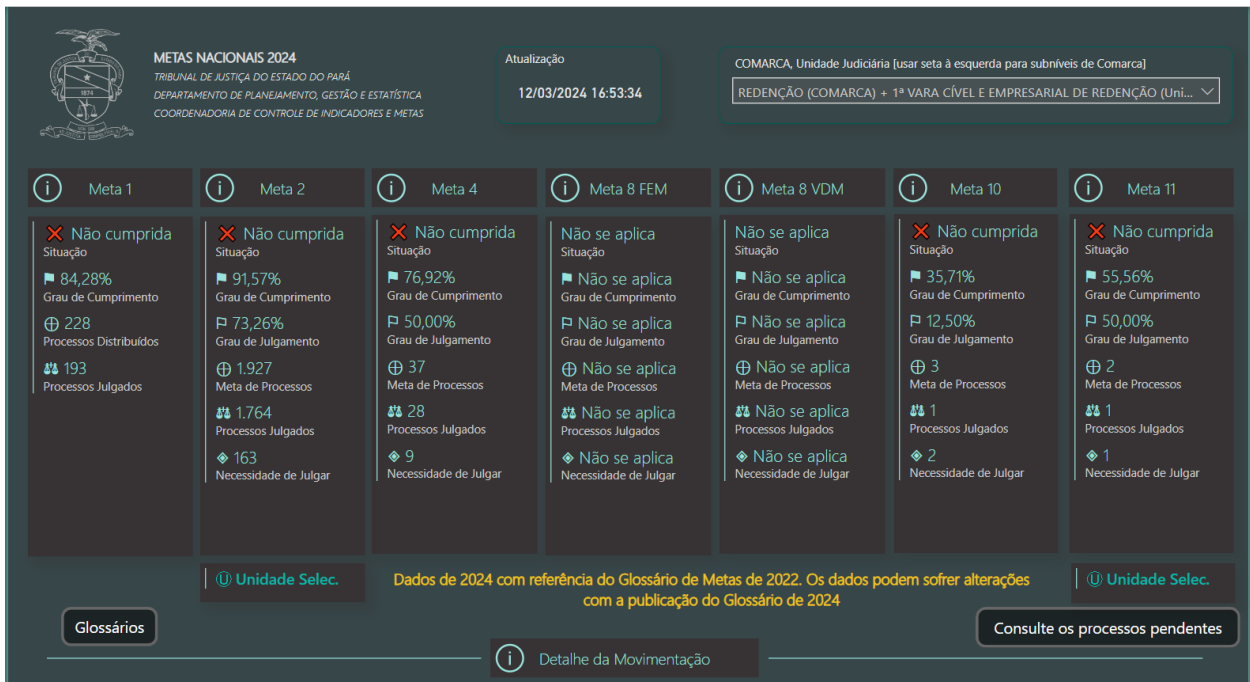 METAS NACIONAIS 2024
TRIBUNAL DE JUSTIÇA DO ESTADO DO PARÁ
DEPARTAMENTO DE PLANEJAMENTO, GESTÃO E ESTATÍSTICA
COORDENADORIA DE CONTROLE DE INDICADORES E METAS
1874
Atualização
12/03/2024 16:53:34
COMARCA, Unidade Judiciária [usar seta à esquerda para subníveis de Comarca]
REDENÇÃO (COMARCA) + 1ª VARA CÍVEL E EMPRESARIAL DE REDENÇÃO (Uni...
Meta 1
Não cumprida
Situação
84,28%
Grau de Cumprimento
228
Processos Distribuídos
193
Processos Julgados
Meta 2
Não cumprida
Situação
91,57%
Grau de Cumprimento
73,26%
Grau de Julgamento
1.927
Meta de Processos
1.764
Processos Julgados
163
Necessidade de Julgar
Unidade Selec.
Meta 4
Não cumprida
Situação
76,92%
Grau de Cumprimento
50,00%
Grau de Julgamento
37
Meta de Processos
28
Processos Julgados
9
Necessidade de Julgar
Meta 8 FEM
Não se aplica
Situação
Não se aplica
Grau de Cumprimento
Não se aplica
Grau de Julgamento
Não se aplica
Meta de Processos
Não se aplica
Processos Julgados
Não se aplica
Necessidade de Julgar
Meta 8 VDM
Não se aplica
Situação
Não se aplica
Grau de Cumprimento
Não se aplica
Grau de Julgamento
Não se aplica
Meta de Processos
Não se aplica
Processos Julgados
Não se aplica
Necessidade de Julgar
Meta 10
Não cumprida
Situação
35,71%
Grau de Cumprimento
12,50%
Grau de Julgamento
3
Meta de Processos
1
Processos Julgados
2
Necessidade de Julgar
Meta 11
Não cumprida
Situação
55,56%
Grau de Cumprimento
50,00%
Grau de Julgamento
2
Meta de Processos
1
Processos Julgados
1
Necessidade de Julgar
Unidade Selec.
Dados de 2024 com referência do Glossário de Metas de 2022. Os dados podem sofrer alterações
com a publicação do Glossário de 2024
Glossários
Consulte os processos pendentes
Detalhe da Movimentação